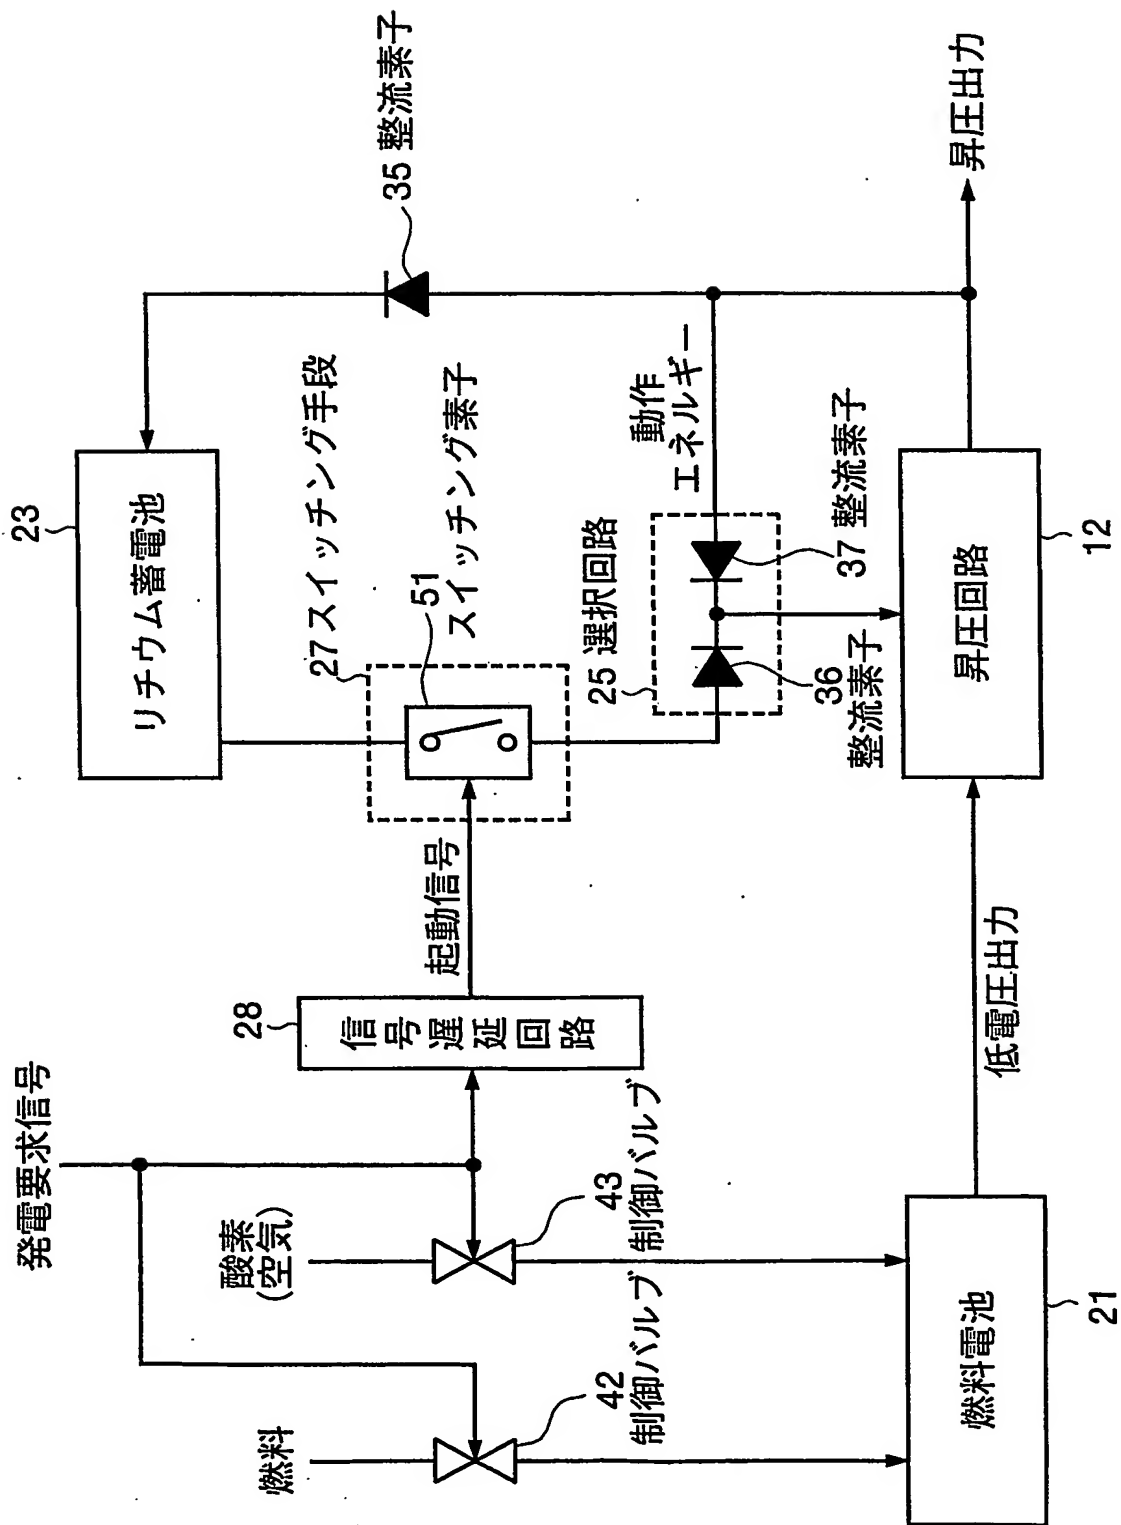 発電要求信号
燃料
酸素
(空気)
42
制御バルブ
43
制御バルブ
28
信号遅延回路
起動信号
23
リチウム蓄電池
27スイッチング手段
51
スイッチング素子
35 整流素子
25 選択回路
動作
エネルギー
36
整流素子
37 整流素子
燃料電池
21
低電圧出力
昇圧回路
12
昇圧出力